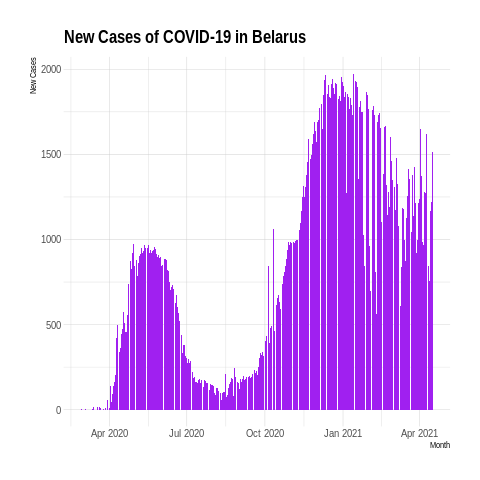 New Cases of COVID-19 in Belarus
New Cases
2000
1500
1000
500
0
Apr 2020 Jul 2020 Oct 2020 Jan 2021 Apr 2021
Month